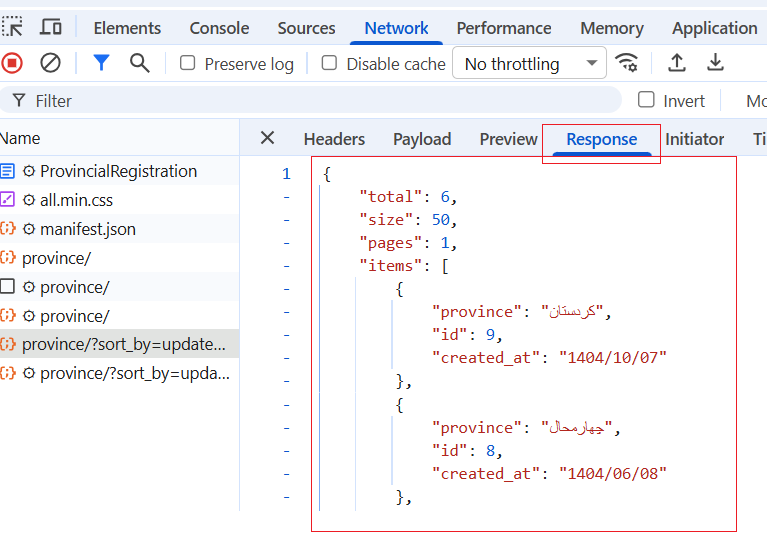 Elements Console Sources Network Performance Memory Application
Preserve log Disable cache No throttling
Filter Invert Mo
Name Headers Payload Preview Response Initiator Ti
ProvincialRegistration
all.min.css
manifest.json
province/
province/
province/
province/?sort_by=update...
province/?sort_by=upda...
1 {
- "total": 6,
- "size": 50,
- "pages": 1,
- "items": [
- {
- "province": "کردستان",
- "id": 9,
- "created_at": "1404/10/07"
- },
- {
- "province": "چهارمحال",
- "id": 8,
- "created_at": "1404/06/08"
- },